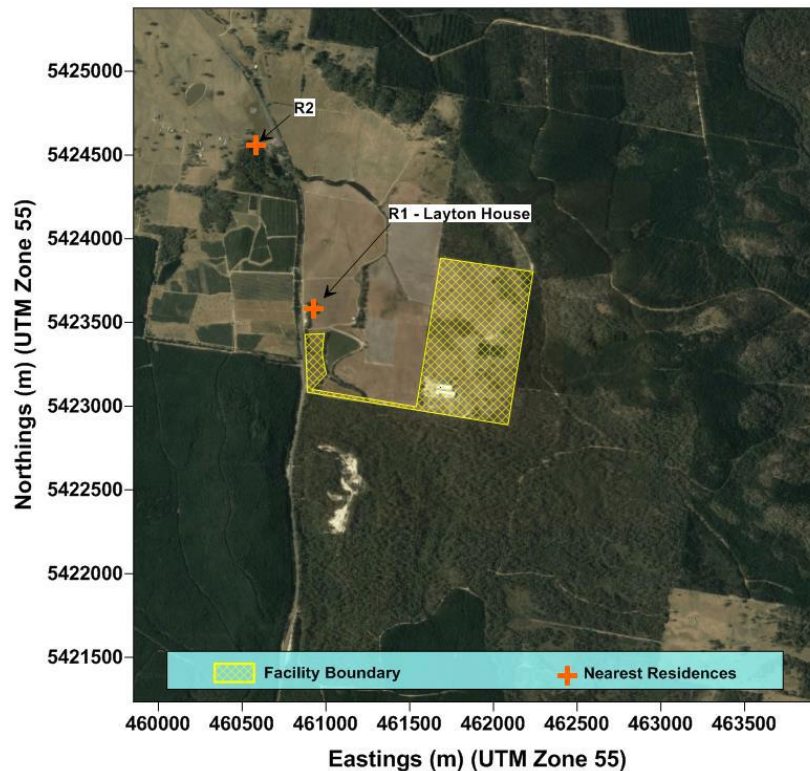 5425000
R2
5424500
R1 - Layton House
5424000
5423500
5423000
5422500
5422000
5421500
Northings (m) (UTM Zone 55)
Facility Boundary
Nearest Residences
460000 460500 461000 461500 462000 462500 463000 463500
Eastings (m) (UTM Zone 55)